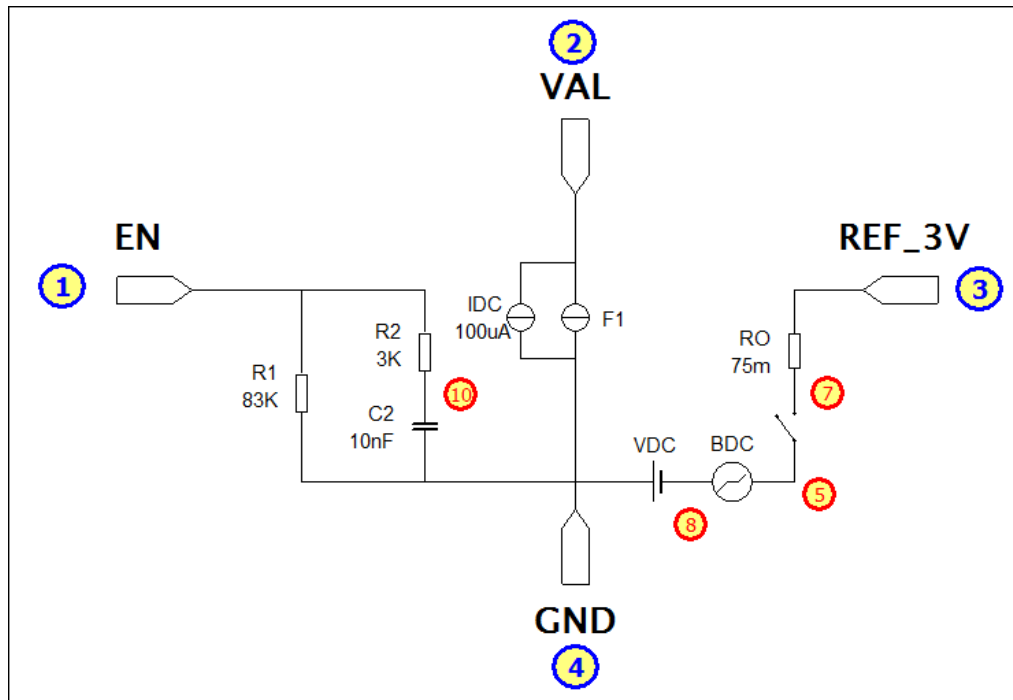 2
VAL
EN
1
REF_3V
3
IDC
100uA
F1
R2
3K
RO
75m
R1
83K
10
7
C2
10nF
VDC
BDC
8
5
GND
4